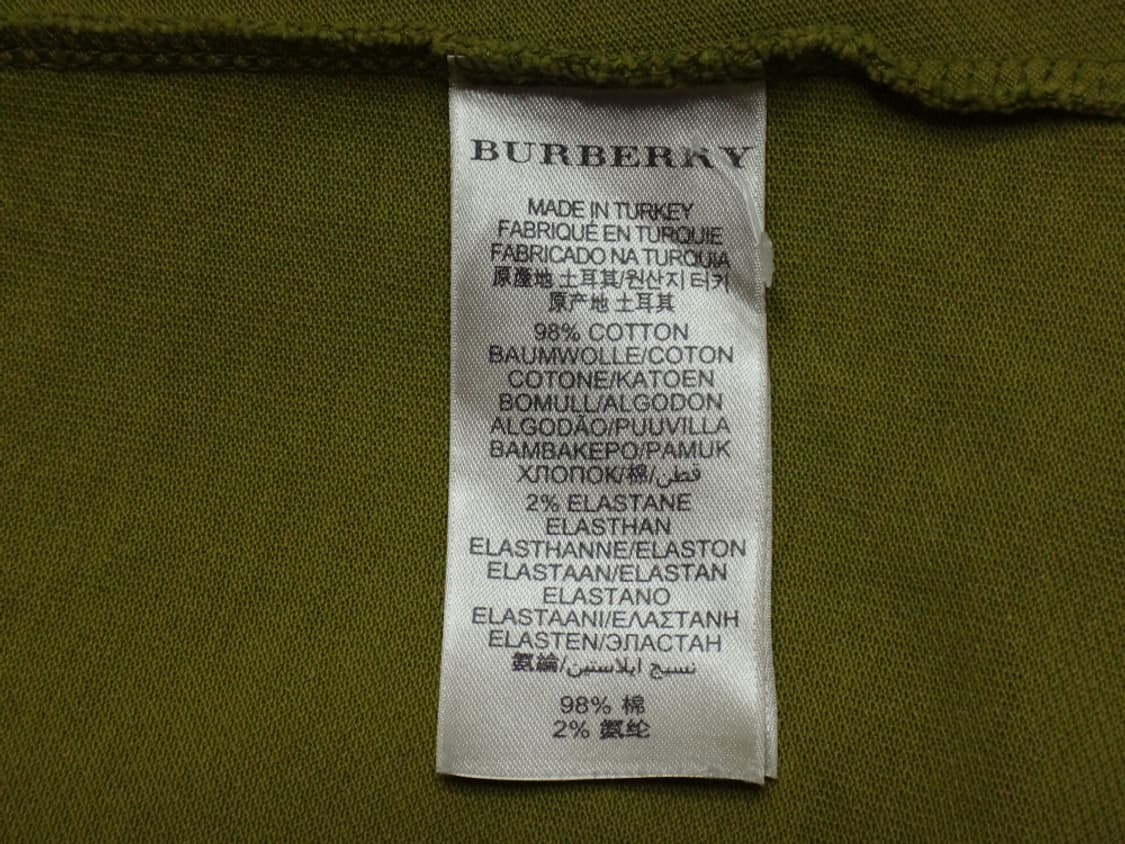 BURBERRY
MADE IN TURKEY
FABRIQUÉ EN TURQUIE
FABRICADO NA TURQUIA
原產地 土耳其/원산지 터키
原产地 土耳其
98% COTTON
BAUMWOLLE/COTON
COTONE/KATOEN
BOMULL/ALGODON
ALGODÃO/PUUVILLA
BAMBAKEPO/PAMUK
ХЛОПОК/棉/قطن
2% ELASTANE
ELASTHAN
ELASTHANNE/ELASTON
ELASTAAN/ELASTAN
ELASTANO
ELASTAANI/ΕΛΑΣΤΑΝΗ
ELASTEN/ЭЛАСТАН
氨綸/نسيج ايلاستين
98% 棉
2% 氨纶